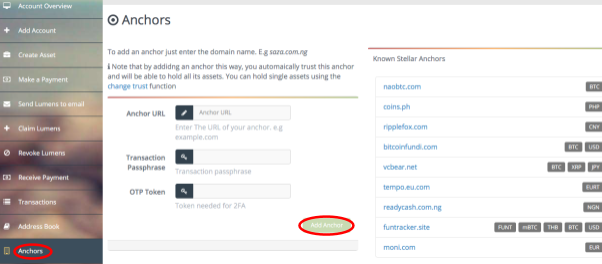 Account Overview
Add Account
Create Asset
Make a Payment
Send Lumens to email
Claim Lumens
Revoke Lumens
Receive Payment
Transactions
Address Book
Anchors
Anchors
To add an anchor just enter the domain name. E.g saza.com.ng
Note that by addidng an anchor this way, you automaically trust this anchor
and will be able to hold all its assets. You can hold single assets using the
change trust function
Anchor URL
Anchor URL
Enter The URL of your anchor. e.g
example.com
Transaction
Passphrase
Transaction passphrase
OTP Token
Token needed for 2FA
Add Anchor
Known Stellar Anchors
naobtc.com BTC
coins.ph PHP
ripplefox.com CNY
bitcoinfundi.com BTC USD
vcbear.net BTC XRP JPY
tempo.eu.com EURT
readycash.com.ng NGN
funtracker.site FUNT mBTC THB BTC USD
moni.com EUR